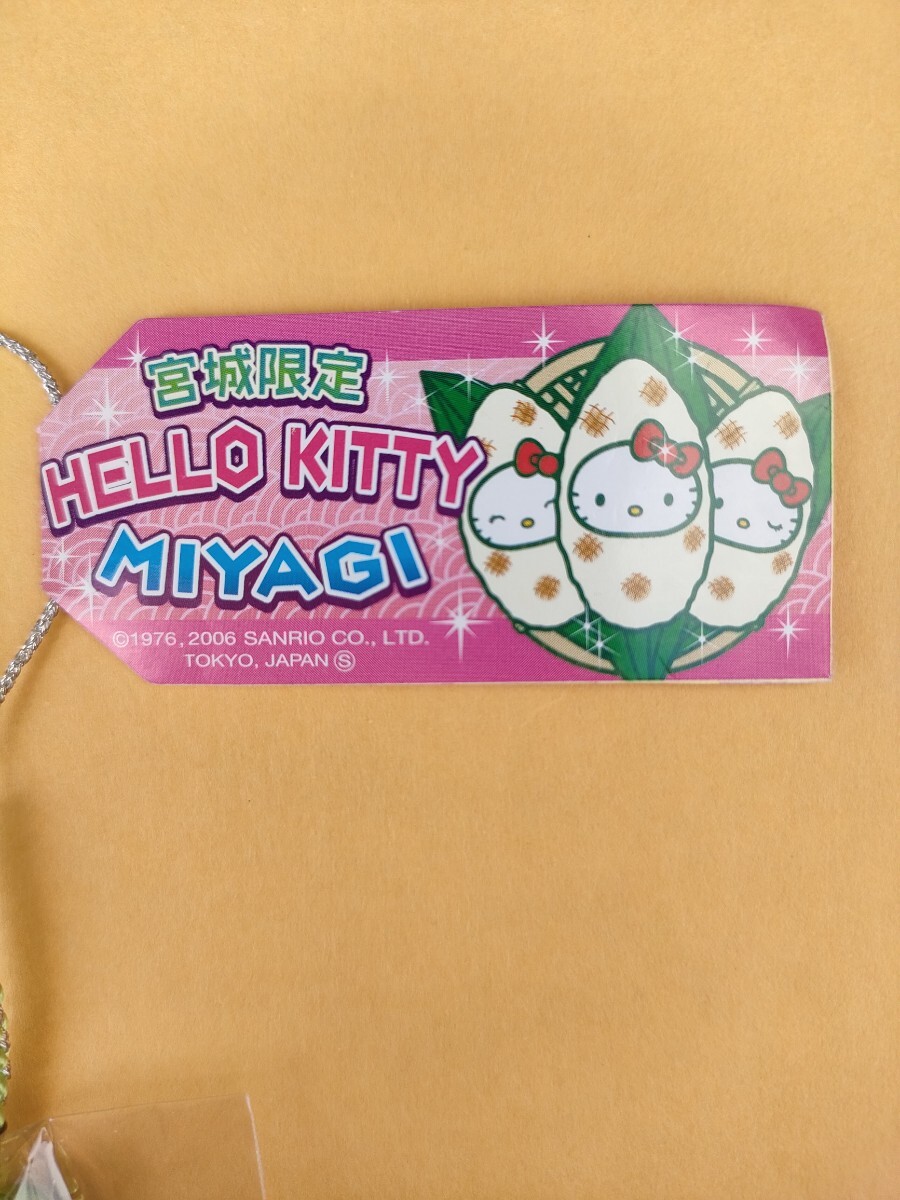 宮城限定
HELLO KITTY
MIYAGI
©1976, 2006 SANRIO CO., LTD.
TOKYO, JAPAN Ⓢ